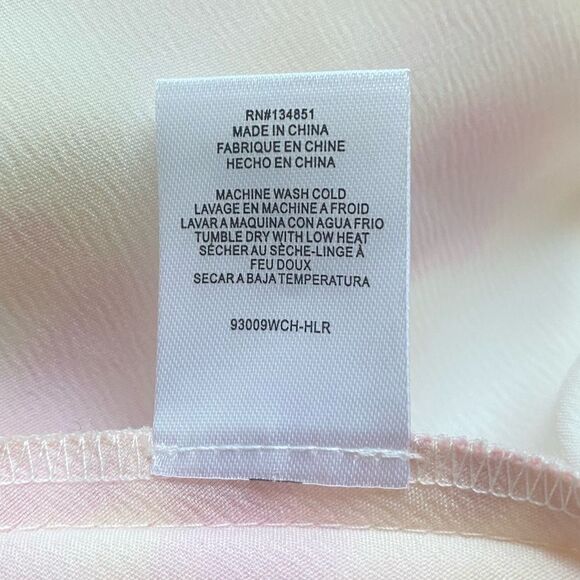 RN#134851
MADE IN CHINA
FABRIQUE EN CHINE
HECHO EN CHINA
MACHINE WASH COLD
LAVAGE EN MACHINE A FROID
LAVAR A MAQUINA CON AGUA FRIO
TUMBLE DRY WITH LOW HEAT
SÉCHER AU SÈCHE-LINGE À
FEU DOUX
SECAR A BAJA TEMPERATURA
93009WCH-HLR